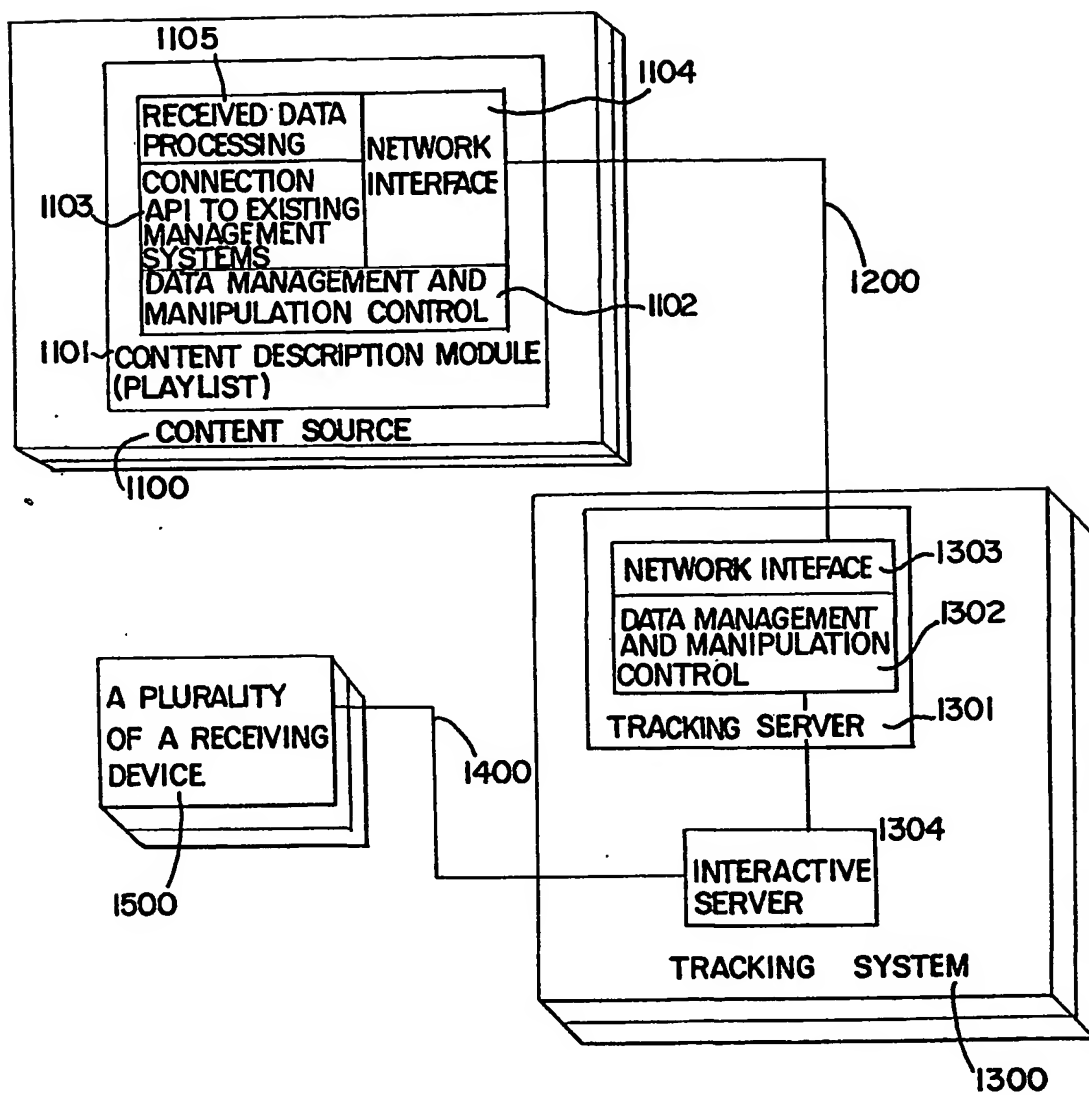 1105
1104
RECEIVED DATA
PROCESSING
NETWORK
INTERFACE
1103
CONNECTION
API TO EXISTING
MANAGEMENT
SYSTEMS
DATA MANAGEMENT AND
MANIPULATION CONTROL
1102
1200
1101
CONTENT DESCRIPTION MODULE
(PLAYLIST)
CONTENT SOURCE
1100
NETWORK INTEFACE
1303
DATA MANAGEMENT
AND MANIPULATION
CONTROL
1302
TRACKING SERVER
1301
A PLURALITY
OF A RECEIVING
DEVICE
1400
1500
1304
INTERACTIVE
SERVER
TRACKING SYSTEM
1300